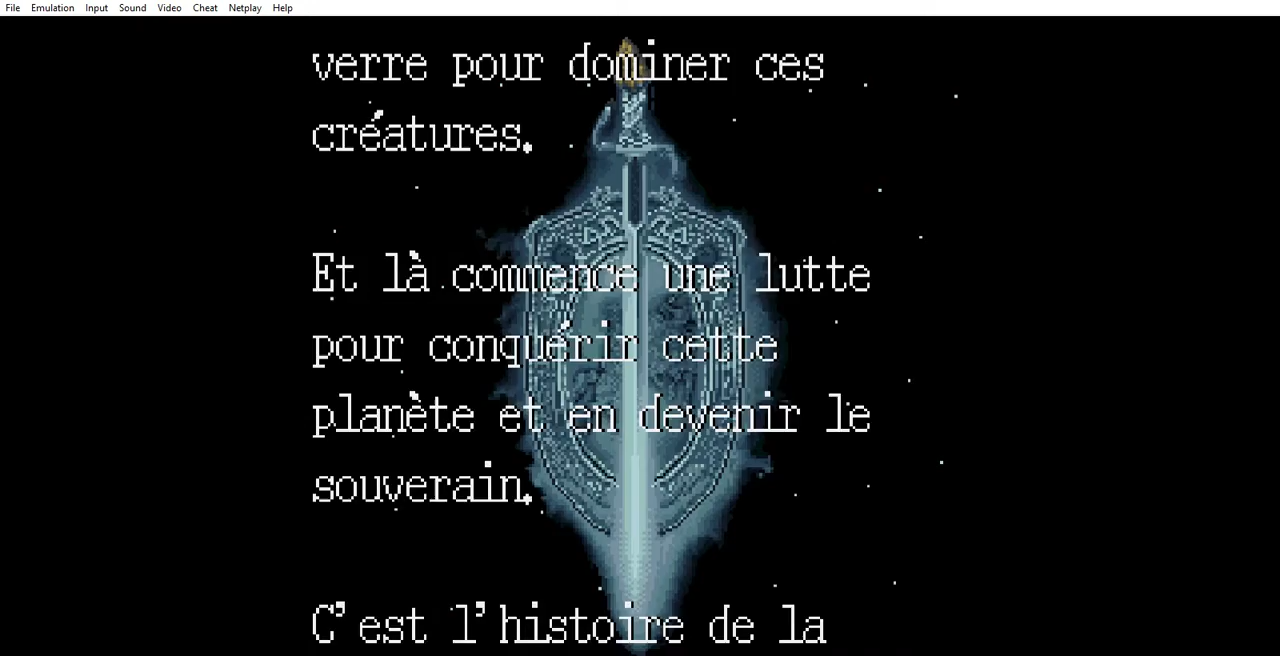 File Emulation Input Sound Video Cheat Netplay Help
verre pour dominer ces
créatures.
Et là commence une lutte
pour conquérir cette
planète et en devenir le
souverain.
C'est l'histoire de la